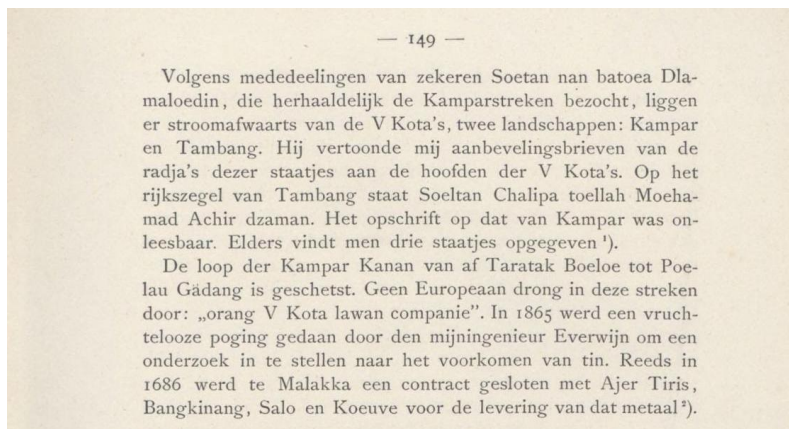 — 149 —
Volgens mededeelingen van zekeren Soetan nan batoea Dla-
maloedin, die herhaaldelijk de Kamparstreken bezocht, liggen
er stroomafwaarts van de V Kota's, twee landschappen: Kampar
en Tambang. Hij vertoonde mij aanbevelingsbrieven van de
radja's dezer staatjes aan de hoofden der V Kota's. Op het
rijkszegel van Tambang staat Soeltan Chalipa toellah Moeha-
mad Achir dzaman. Het opschrift op dat van Kampar was on-
leesbaar. Elders vindt men drie staatjes opgegeven ¹).
De loop der Kampar Kanan van af Taratak Boeloe tot Poe-
lau Gädang is geschetst. Geen Europeaan drong in deze streken
door: „orang V Kota lawan companie”. In 1865 werd een vruch-
telooze poging gedaan door den mijningenieur Everwijn om een
onderzoek in te stellen naar het voorkomen van tin. Reeds in
1686 werd te Malakka een contract gesloten met Ajer Tiris,
Bangkinang, Salo en Koeuve voor de levering van dat metaal ²).